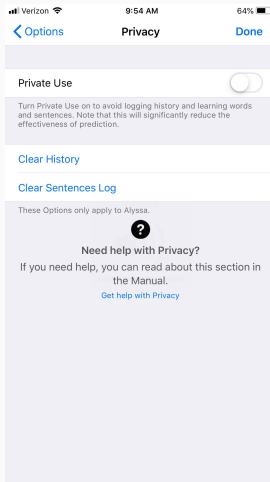 Verizon 9:54 AM 64%
Options Privacy Done
Private Use
Turn Private Use on to avoid logging history and learning words
and sentences. Note that this will significantly reduce the
effectiveness of prediction.
Clear History
Clear Sentences Log
These Options only apply to Alyssa.
?
Need help with Privacy?
If you need help, you can read about this section in
the Manual.
Get help with Privacy